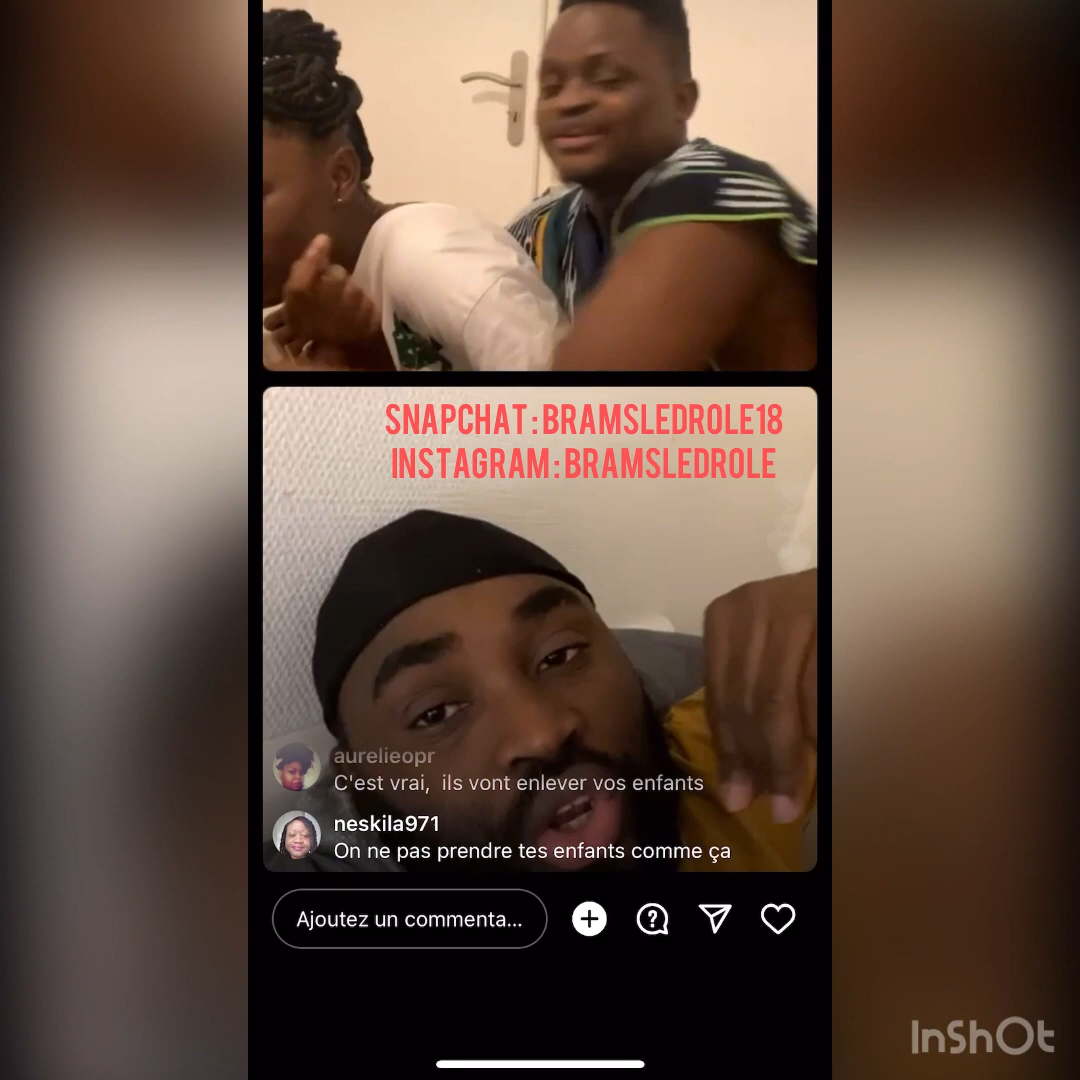 SNAPCHAT : BRAMSLEDROLE18
INSTAGRAM : BRAMSLEDROLE
aurelieopr
C'est vrai, ils vont enlever vos enfants
neskila971
On ne pas prendre tes enfants comme ça
Ajoutez un commenta...
InShOt